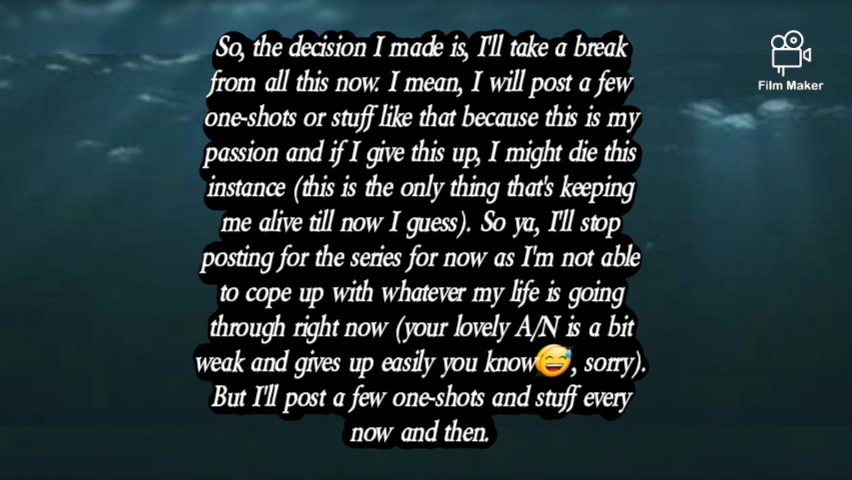 So, the decision I made is, I'll take a break
from all this now. I mean, I will post a few
one-shots or stuff like that because this is my
passion and if I give this up, I might die this
instance (this is the only thing that's keeping
me alive till now I guess). So ya, I'll stop
posting for the series for now as I'm not able
to cope up with whatever my life is going
through right now (your lovely A/N is a bit
weak and gives up easily you know😅, sorry).
But I'll post a few one-shots and stuff every
now and then.
Film Maker